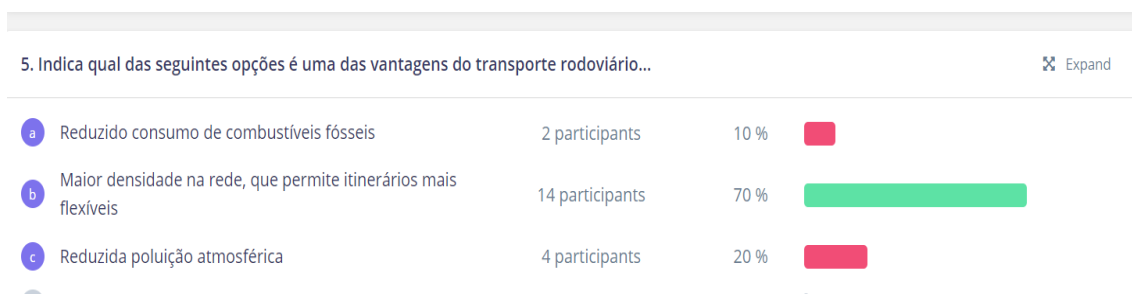 5. Indica qual das seguintes opções é uma das vantagens do transporte rodoviário... Expand
a Reduzido consumo de combustíveis fósseis 2 participants 10 %
b Maior densidade na rede, que permite itinerários mais
flexíveis 14 participants 70 %
c Reduzida poluição atmosférica 4 participants 20 %